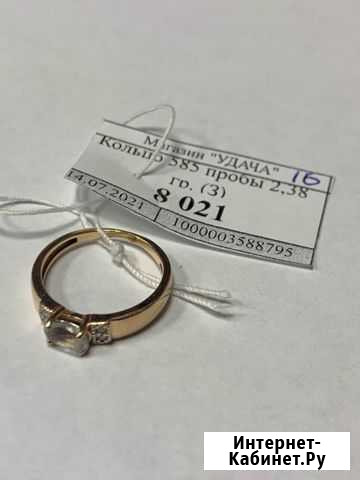 Магазин "УДАЧА"
16
Кольцо 585 пробы 2,38
гр. (3)
8 021
14.07.2021
1000003588795
Интернет-
Кабинет.Ру